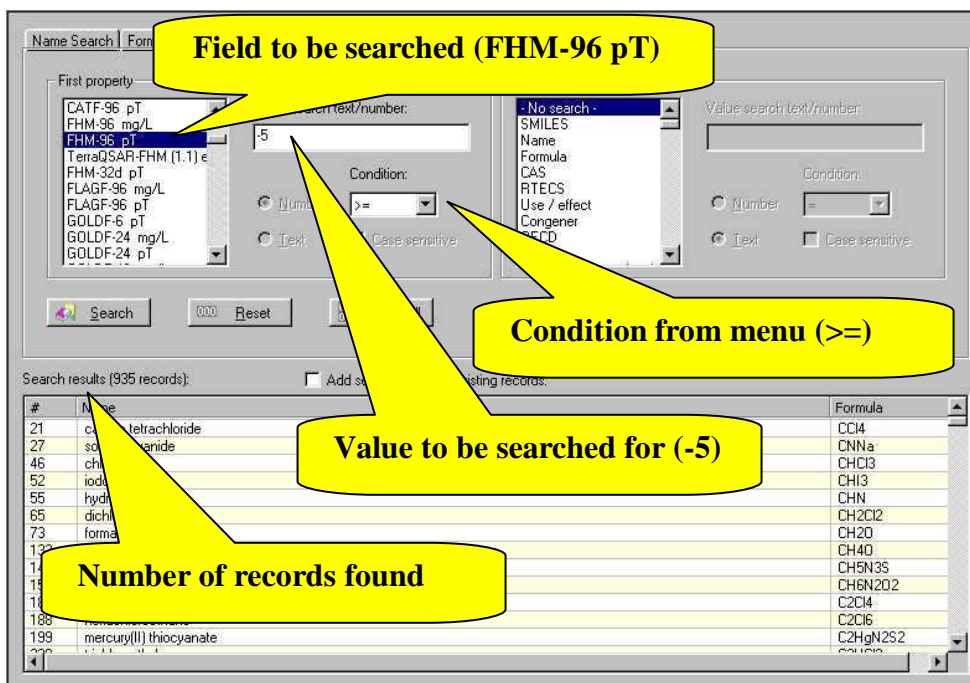 Name Search
Field to be searched (FHM-96 pT)
First property
CATF-96 pT
FHM-96 mg/L
FHM-96 pT
TerraQSAR-FHM (1.1) e
FHM-32d pT
FLAGF-96 mg/L
FLAGF-96 pT
GOLDF-6 pT
GOLDF-24 mg/L
GOLDF-24 pT
text/number:
-5
Condition:
>=
Text
Case sensitive
- No search -
SMILES
Name
Formula
CAS
RTECS
Use / effect
Congener
Value search text/number:
Condition:
Number
=
Text
Case sensitive
Search
Reset
Condition from menu (>=)
Search results (935 records):
Add
existing records.
Value to be searched for (-5)
Number of records found
#
Formula
21
tetrachloride
CCl4
27
CNNa
46
CHCl3
52
CHI3
55
CHN
65
CH2Cl2
73
CH2O
CH4O
CH5N3S
CH6N2O2
C2Cl4
188
C2Cl6
199
mercury(II) thiocyanate
C2HgN2S2